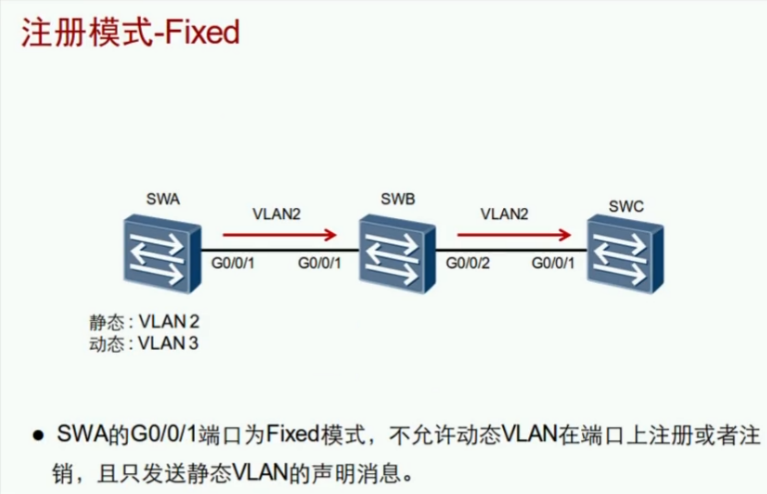 注册模式-Fixed
SWA
SWB
SWC
VLAN2
VLAN2
G0/0/1
G0/0/1
G0/0/2
G0/0/1
静态：VLAN 2
动态：VLAN 3
● SWA的G0/0/1端口为Fixed模式，不允许动态VLAN在端口上注册或者注
销，且只发送静态VLAN的声明消息。